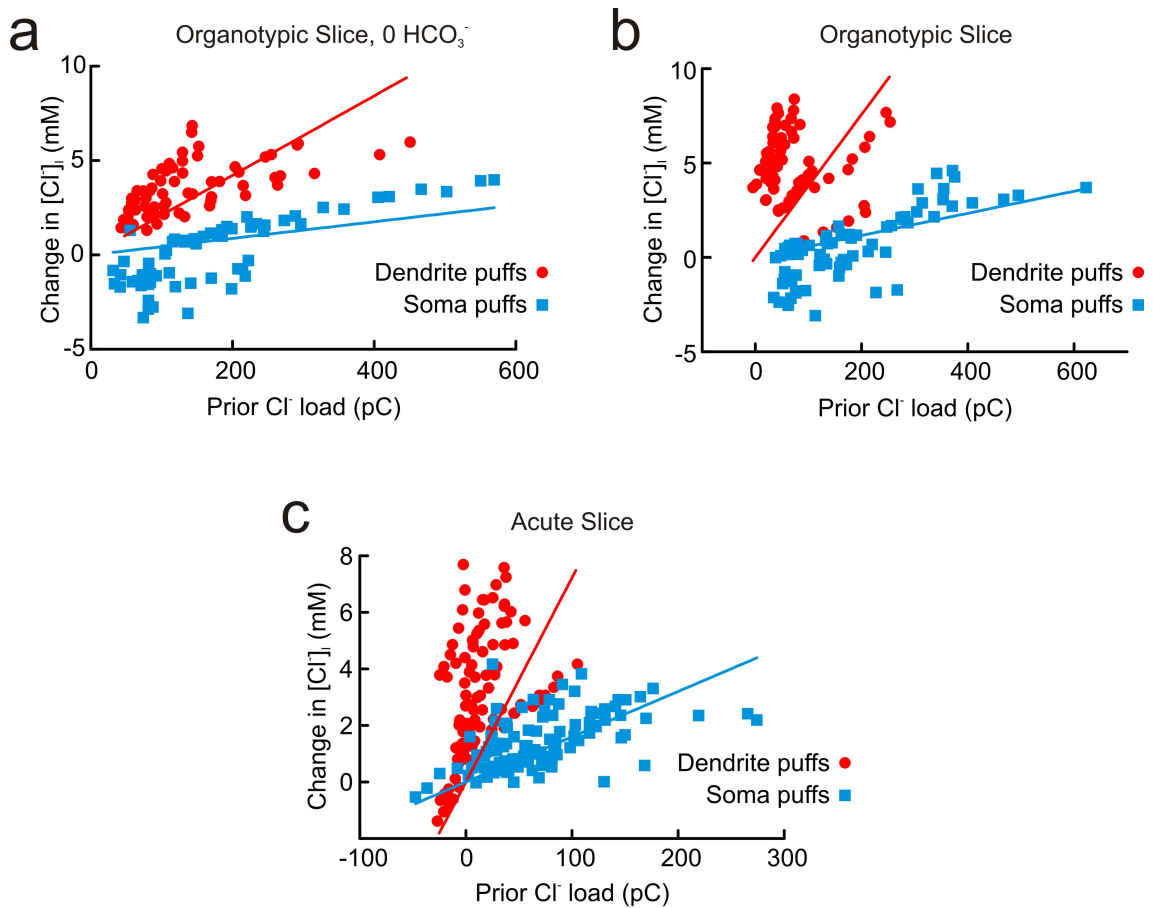 a
Organotypic Slice, 0 HCO₃⁻
Change in [Cl⁻]ᵢ (mM)
10
5
0
-5
0 200 400 600
Prior Cl⁻ load (pC)
Dendrite puffs
Soma puffs
b
Organotypic Slice
Change in [Cl⁻]ᵢ (mM)
10
5
0
-5
0 200 400 600
Prior Cl⁻ load (pC)
Dendrite puffs
Soma puffs
c
Acute Slice
Change in [Cl⁻]ᵢ (mM)
8
6
4
2
0
-100 0 100 200 300
Prior Cl⁻ load (pC)
Dendrite puffs
Soma puffs